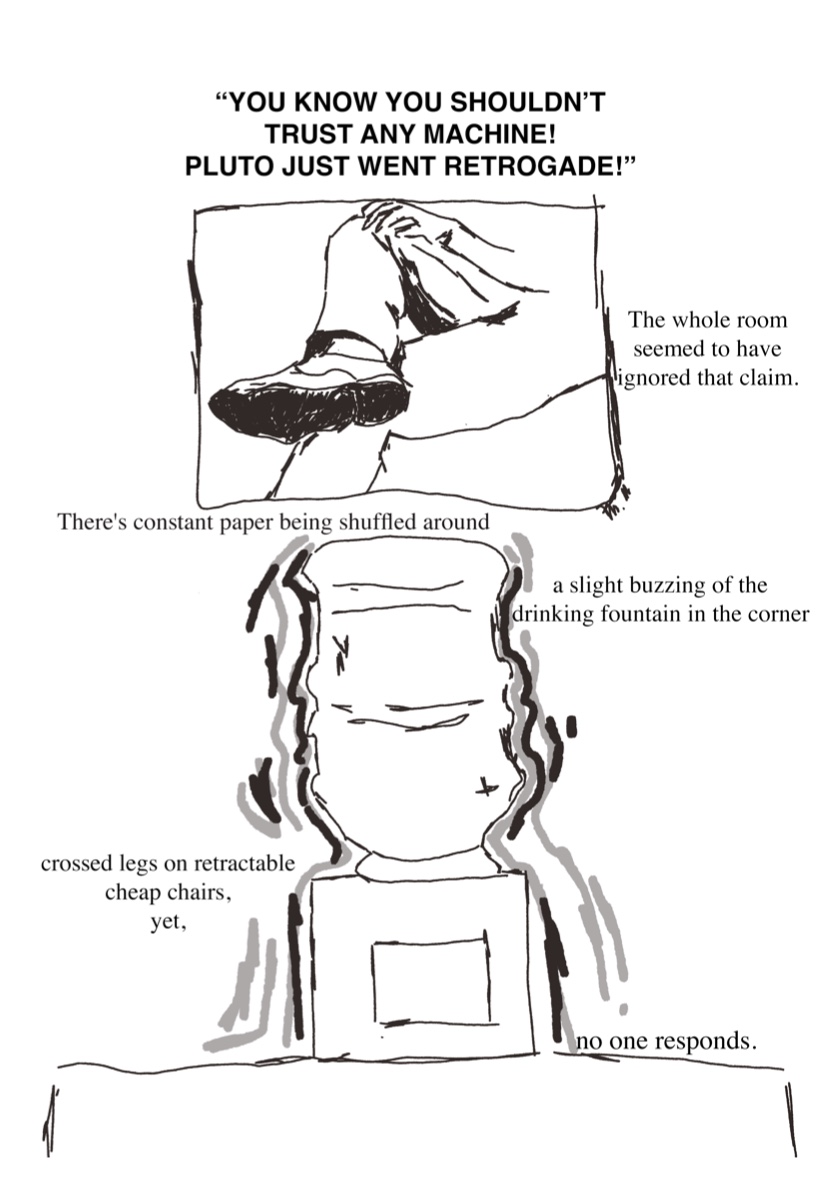 “YOU KNOW YOU SHOULDN’T
TRUST ANY MACHINE!
PLUTO JUST WENT RETROGADE!”
The whole room
seemed to have
ignored that claim.
There's constant paper being shuffled around
a slight buzzing of the
drinking fountain in the corner
crossed legs on retractable
cheap chairs,
yet,
no one responds.